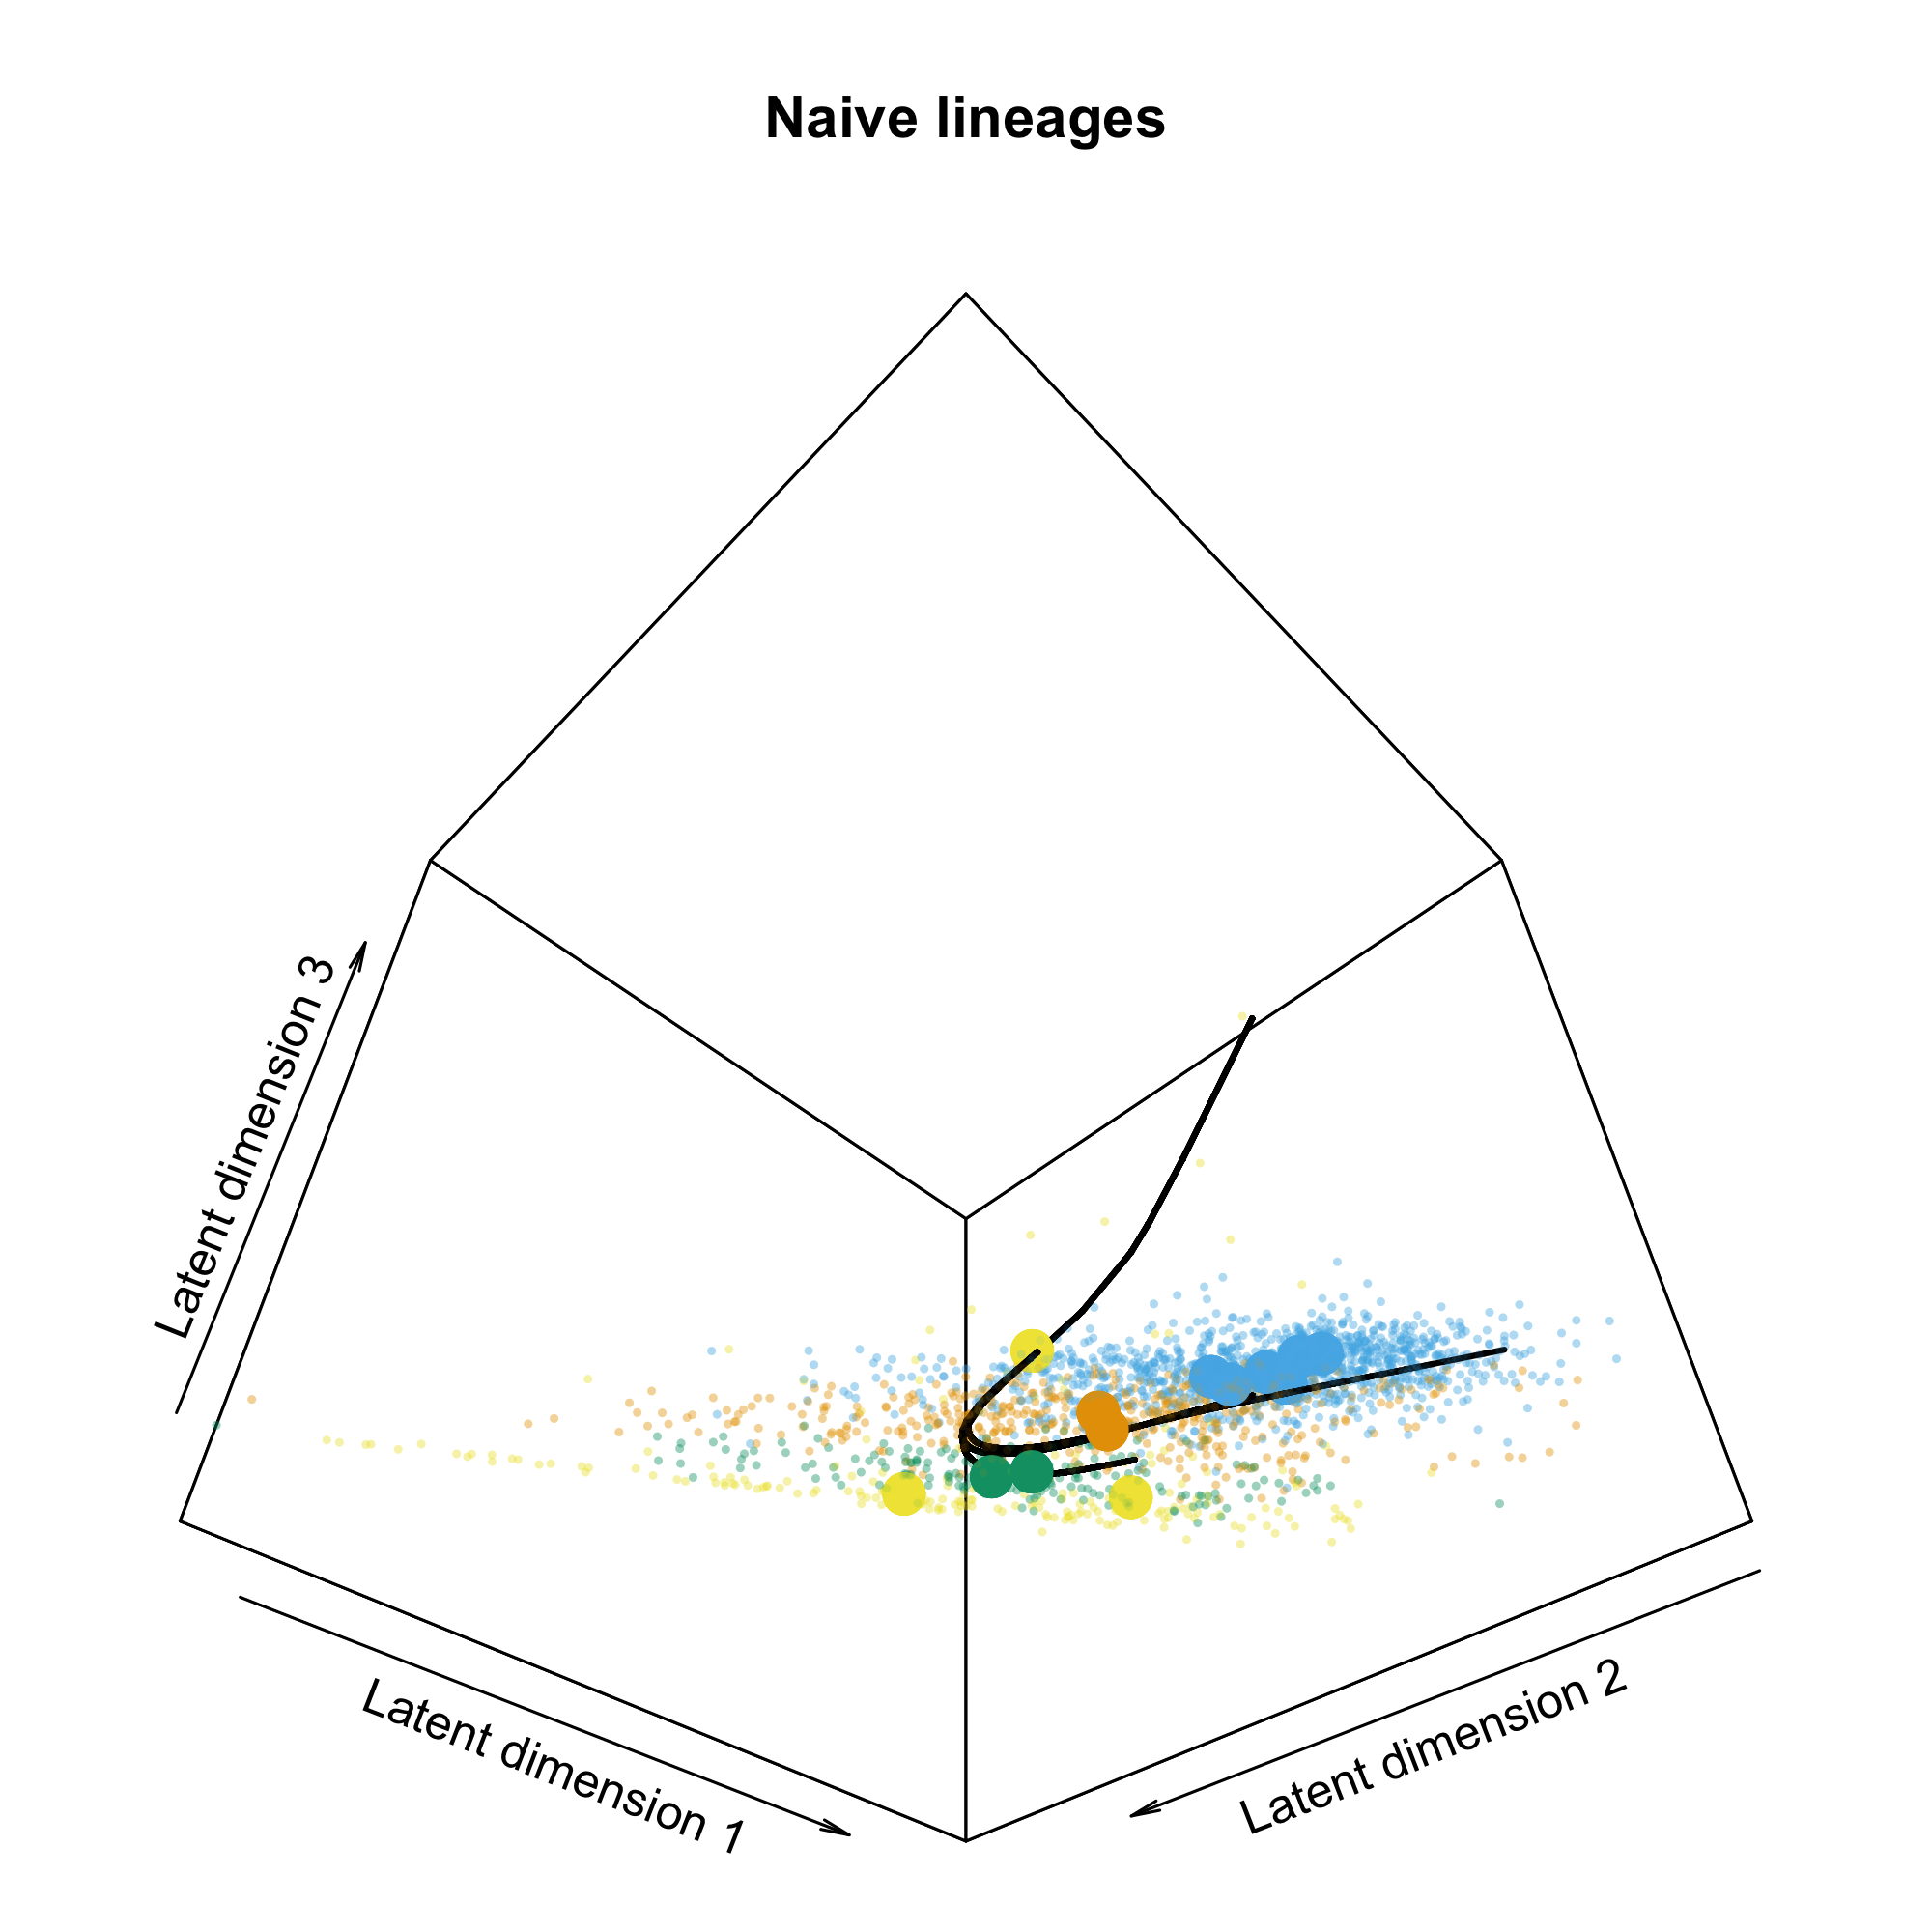 Naive lineages
Latent dimension 3
Latent dimension 1
Latent dimension 2